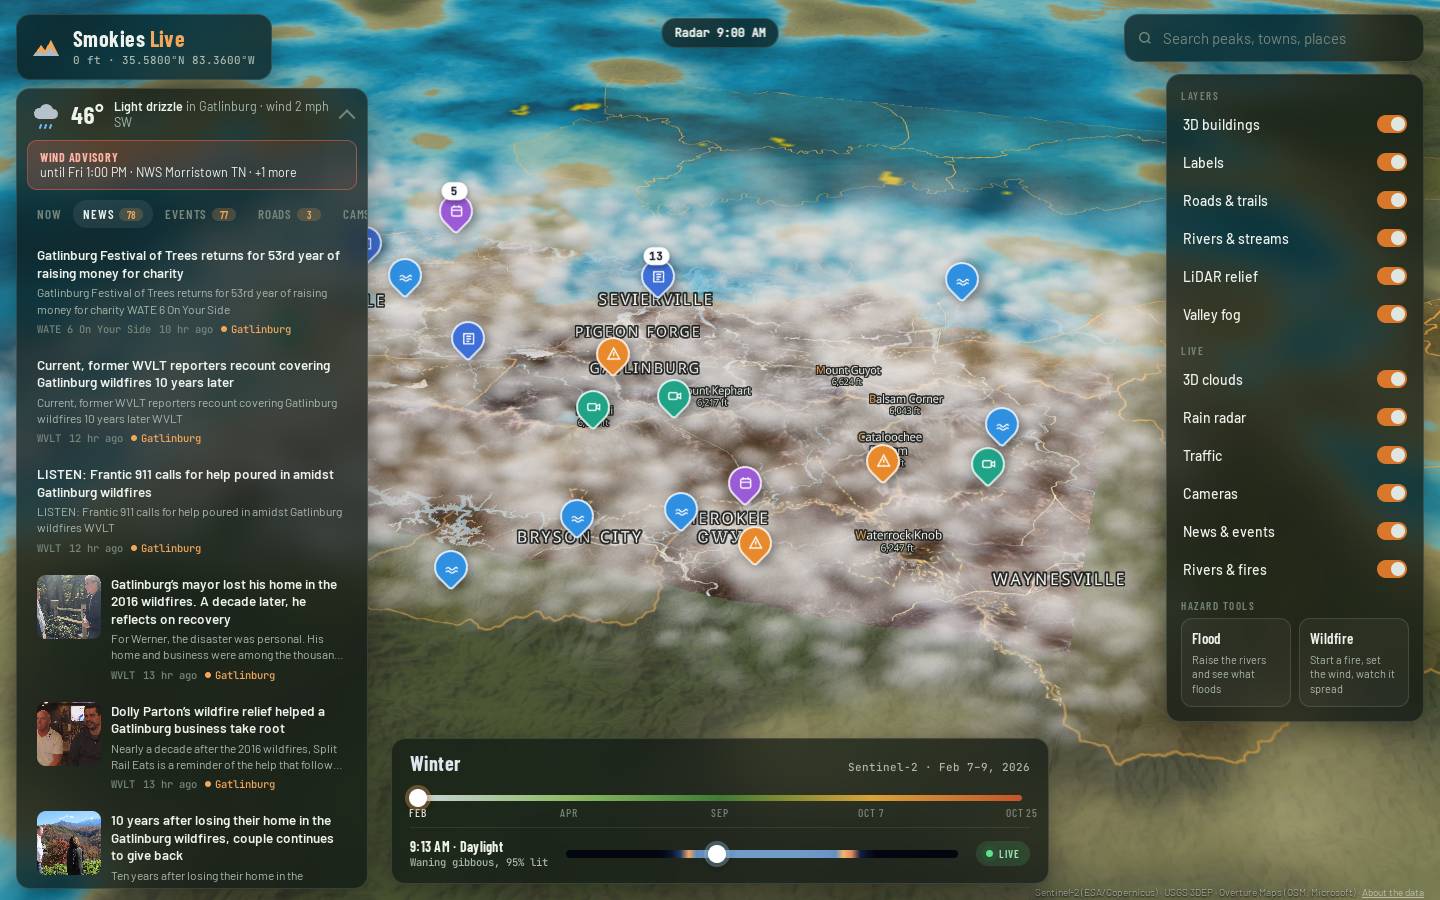 Smokies Live
0 ft · 35.5800°N 83.3600°W
Radar 9:00 AM
Search peaks, towns, places
46° Light drizzle in Gatlinburg · wind 2 mph
SW
WIND ADVISORY
until Fri 1:00 PM · NWS Morristown TN · +1 more
NOW NEWS 78 EVENTS 77 ROADS 3 CAMS
Gatlinburg Festival of Trees returns for 53rd year of
raising money for charity
Gatlinburg Festival of Trees returns for 53rd year of raising
money for charity WATE 6 On Your Side
WATE 6 On Your Side 10 hr ago Gatlinburg
Current, former WVLT reporters recount covering
Gatlinburg wildfires 10 years later
Current, former WVLT reporters recount covering Gatlinburg
wildfires 10 years later WVLT
WVLT 12 hr ago Gatlinburg
LISTEN: Frantic 911 calls for help poured in amidst
Gatlinburg wildfires
LISTEN: Frantic 911 calls for help poured in amidst Gatlinburg
wildfires WVLT
WVLT 12 hr ago Gatlinburg
Gatlinburg's mayor lost his home in the
2016 wildfires. A decade later, he
reflects on recovery
For Werner, the disaster was personal. His
home and business were among the thousan...
WVLT 13 hr ago Gatlinburg
Dolly Parton's wildfire relief helped a
Gatlinburg business take root
Nearly a decade after the 2016 wildfires, Split
Rail Eats is a reminder of the help that follow...
WVLT 13 hr ago Gatlinburg
10 years after losing their home in the
Gatlinburg wildfires, couple continues
to give back
Ten years after losing their home in the
5
13
LE
SEVIERVILLE
PIGEON FORGE
GATLINBURG
Mount Guyot
6,624 ft
Mount Kephart
6,217 ft
Balsam Corner
6,043 ft
Cataloochee
CHEROKEE
BRYSON CITY
Waterrock Knob
6,247 ft
WAYNESVILLE
LAYERS
3D buildings
Labels
Roads & trails
Rivers & streams
LiDAR relief
Valley fog
LIVE
3D clouds
Rain radar
Traffic
Cameras
News & events
Rivers & fires
HAZARD TOOLS
Flood
Raise the rivers
and see what
floods
Wildfire
Start a fire, set
the wind, watch it
spread
Winter
Sentinel-2 · Feb 7–9, 2026
FEB APR SEP OCT 7 OCT 25
9:13 AM · Daylight
Waning gibbous, 95% lit
LIVE
Sentinel-2 (ESA/Copernicus) · USGS 3DEP · Overture Maps (OSM, Microsoft) · About the data